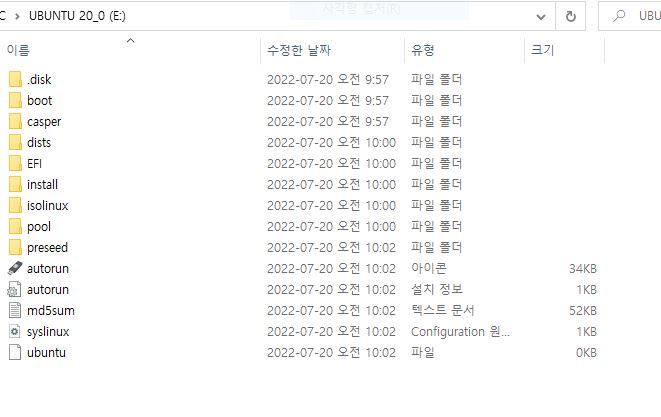 사각형 캡처(R)
C > UBUNTU 20_0 (E:) UBU
이름 수정한 날짜 유형 크기
.disk 2022-07-20 오전 9:57 파일 폴더
boot 2022-07-20 오전 9:57 파일 폴더
casper 2022-07-20 오전 9:57 파일 폴더
dists 2022-07-20 오전 10:00 파일 폴더
EFI 2022-07-20 오전 10:00 파일 폴더
install 2022-07-20 오전 10:00 파일 폴더
isolinux 2022-07-20 오전 10:00 파일 폴더
pool 2022-07-20 오전 10:00 파일 폴더
preseed 2022-07-20 오전 10:02 파일 폴더
autorun 2022-07-20 오전 10:02 아이콘 34KB
autorun 2022-07-20 오전 10:02 설치 정보 1KB
md5sum 2022-07-20 오전 10:02 텍스트 문서 52KB
syslinux 2022-07-20 오전 10:02 Configuration 원... 1KB
ubuntu 2022-07-20 오전 10:02 파일 0KB